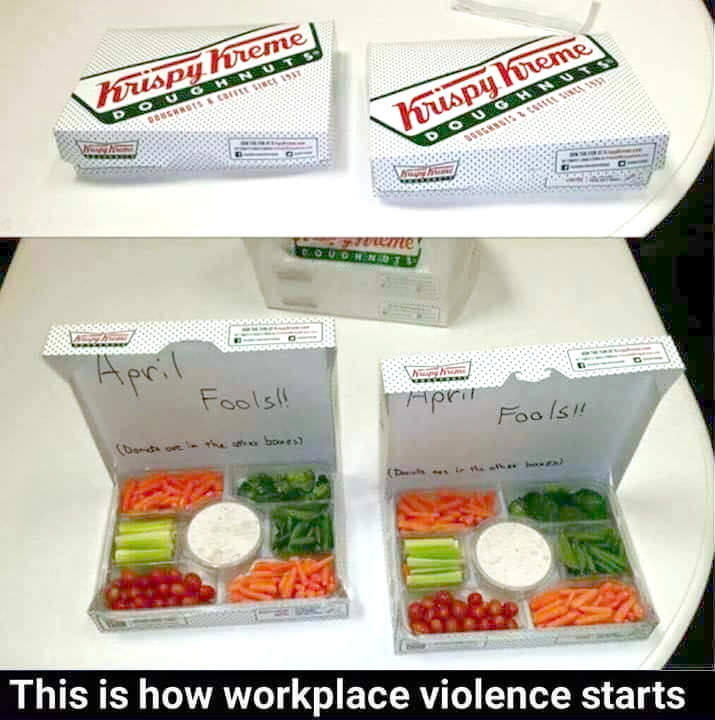 Krispy Kreme
DOUGHNUTS
DOUGHNUTS & COFFEE SINCE 1937
Krispy Kreme
Krispy Kreme
DOUGHNUTS
DOUGHNUTS & COFFEE SINCE 1937
Krispy Kreme
Kreme
DOUGHNUTS
Krispy Kreme
April
Fools!!
(Donuts are in the other boxes)
Krispy Kreme
April
Fools!!
(Donuts are in the other boxes)
This is how workplace violence starts